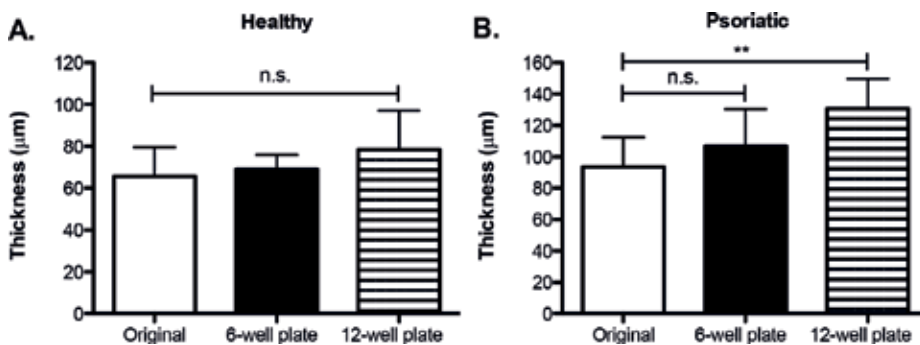 A.
Healthy
Thickness (μm)
120
100
80
60
40
20
0
n.s.
Original
6-well plate
12-well plate
B.
Psoriatic
Thickness (μm)
160
140
120
100
80
60
40
20
0
**
n.s.
Original
6-well plate
12-well plate